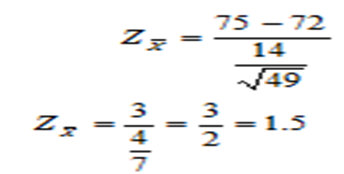 Z_x̄ = (75 − 72) / (14 / √49)
Z_x̄ = 3 / (4 / 7) = 3 / 2 = 1.5